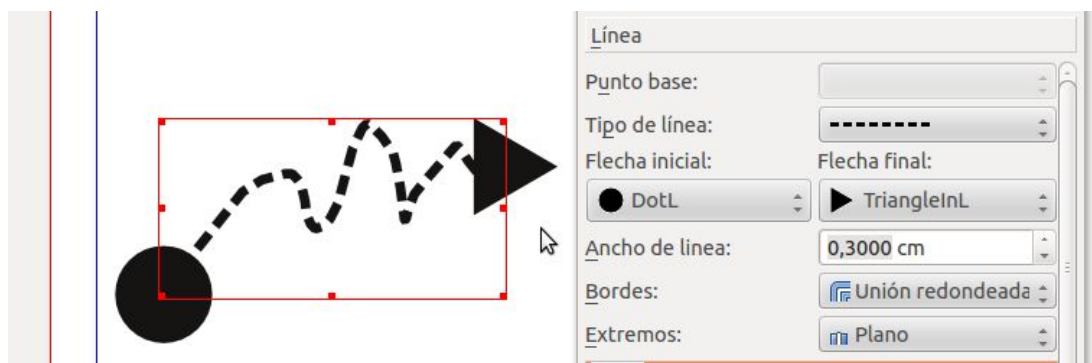 Línea
Punto base:
Tipo de línea:
Flecha inicial: Flecha final:
DotL TriangleInL
Ancho de linea: 0,3000 cm
Bordes: Unión redondeada
Extremos: Plano